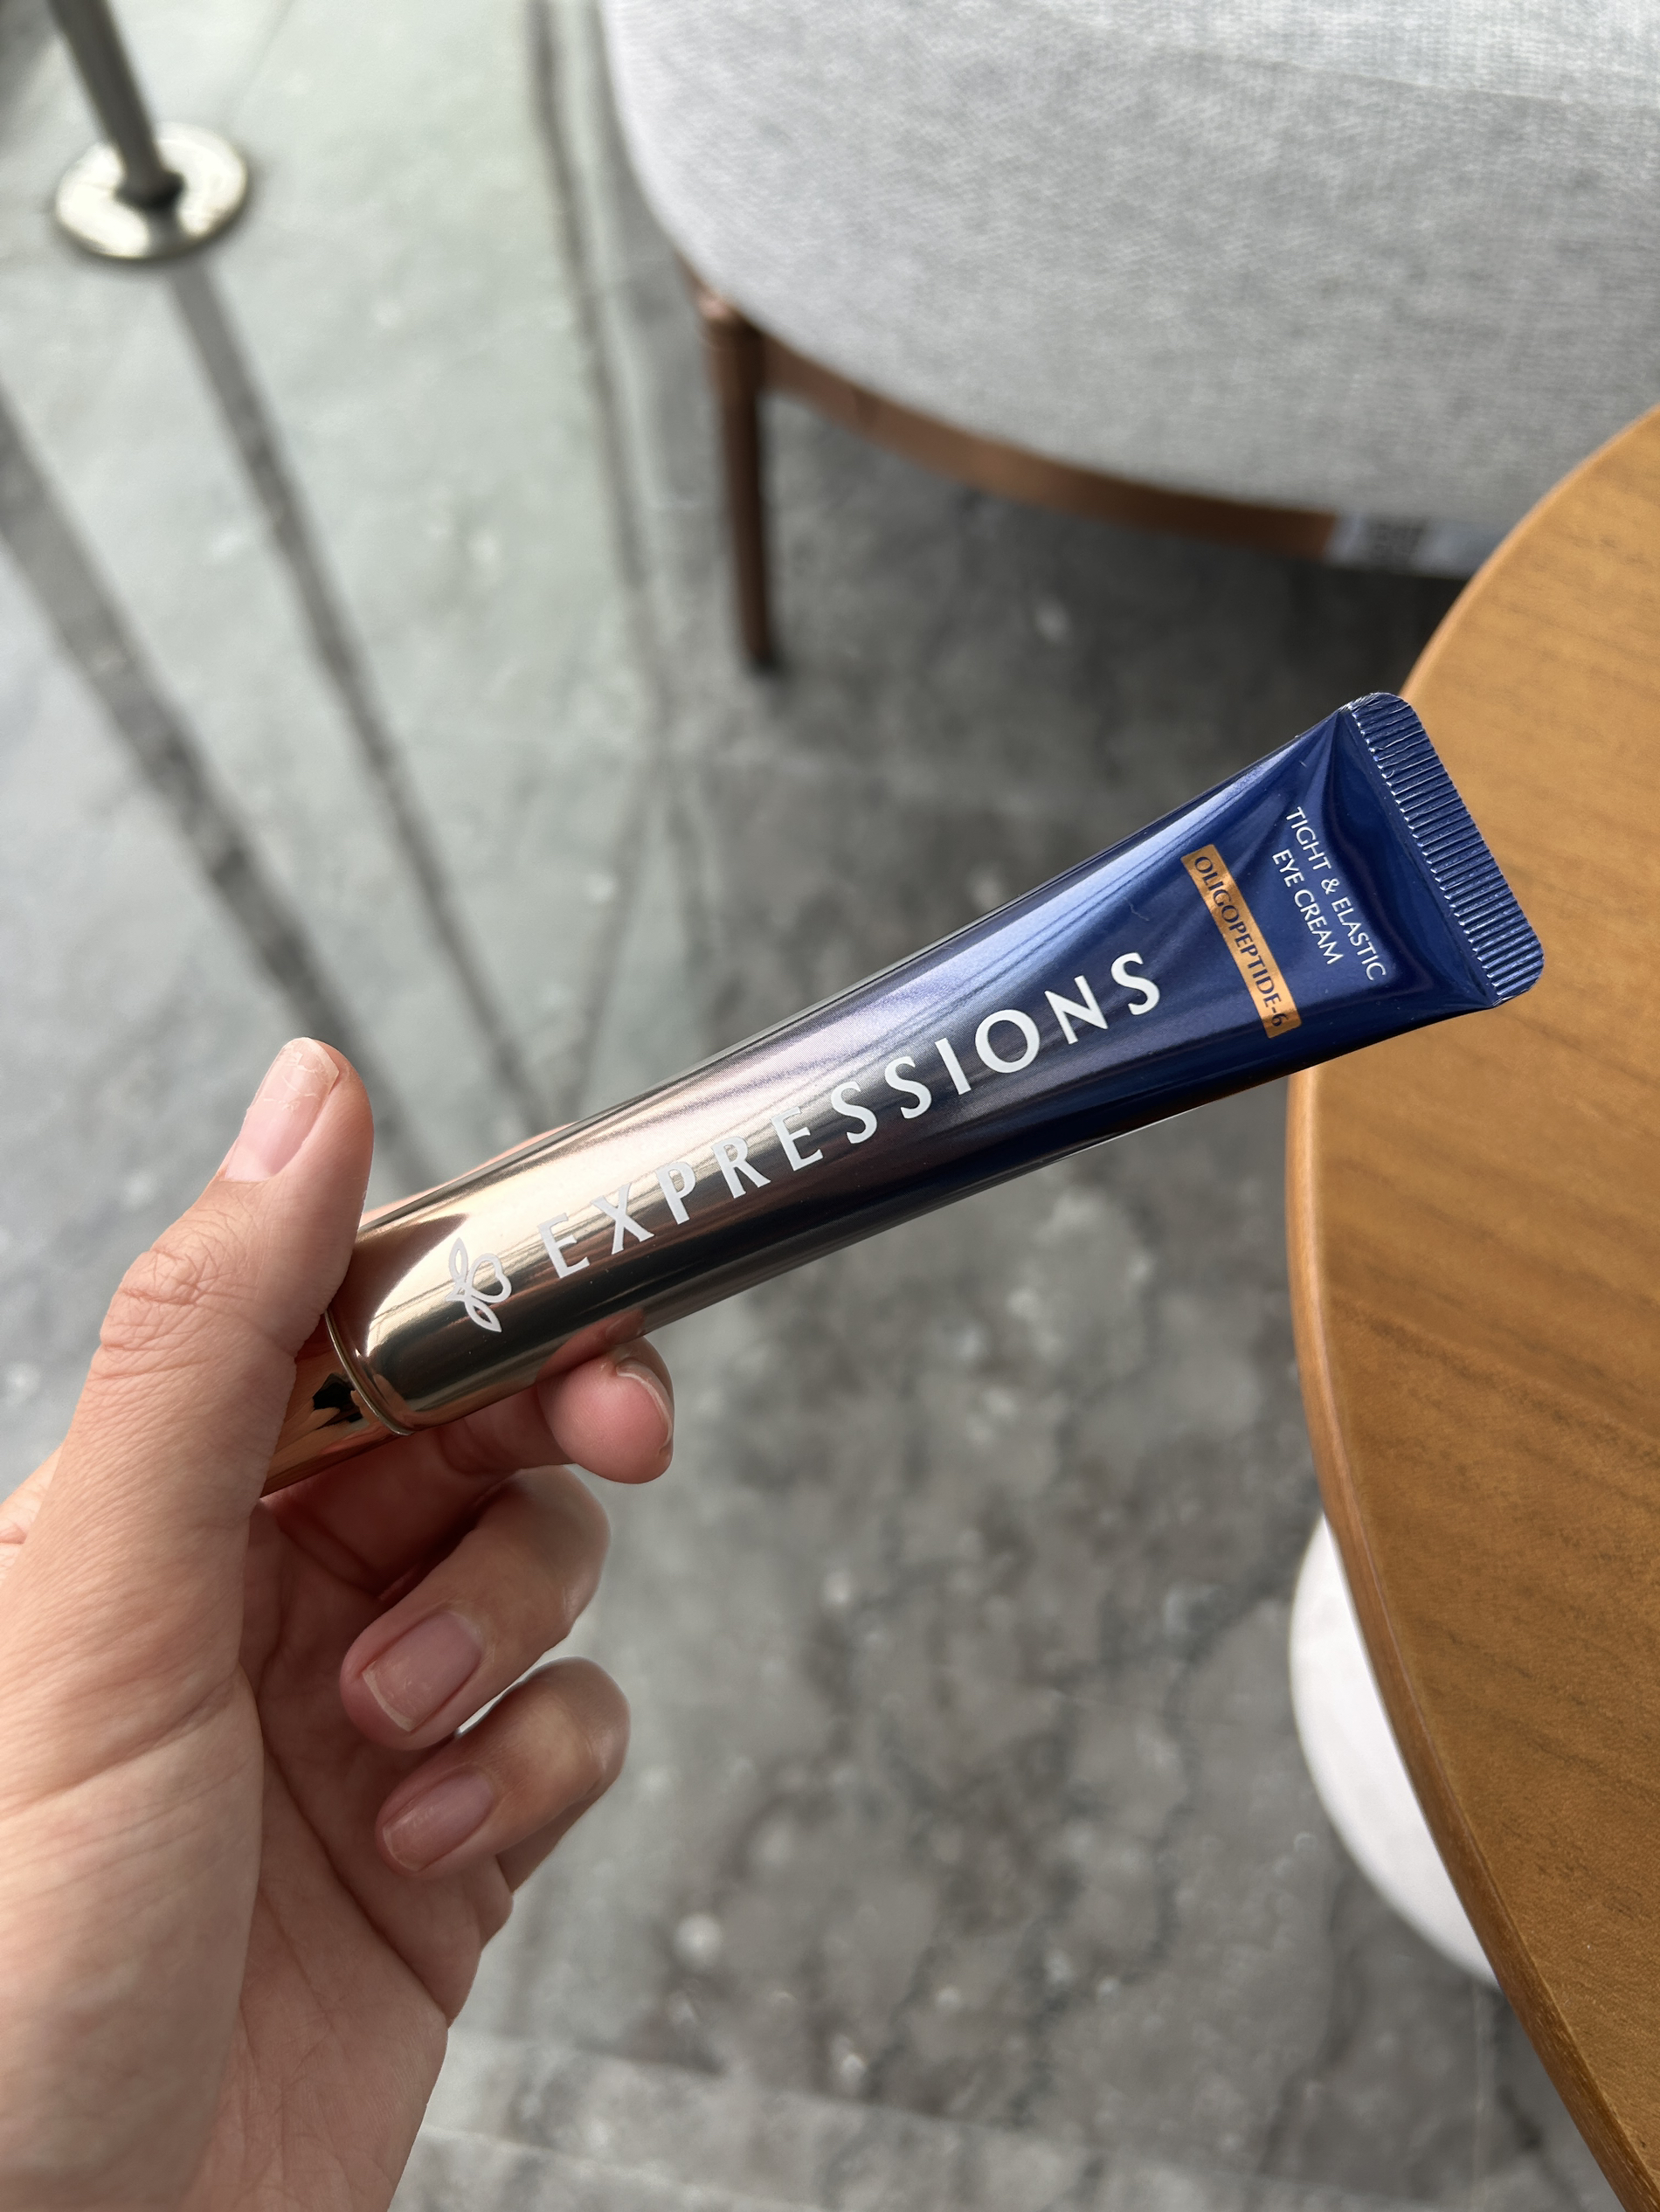 EXPRESSIONS
OLIGOPEPTIDE-6
TIGHT & ELASTIC
EYE CREAM